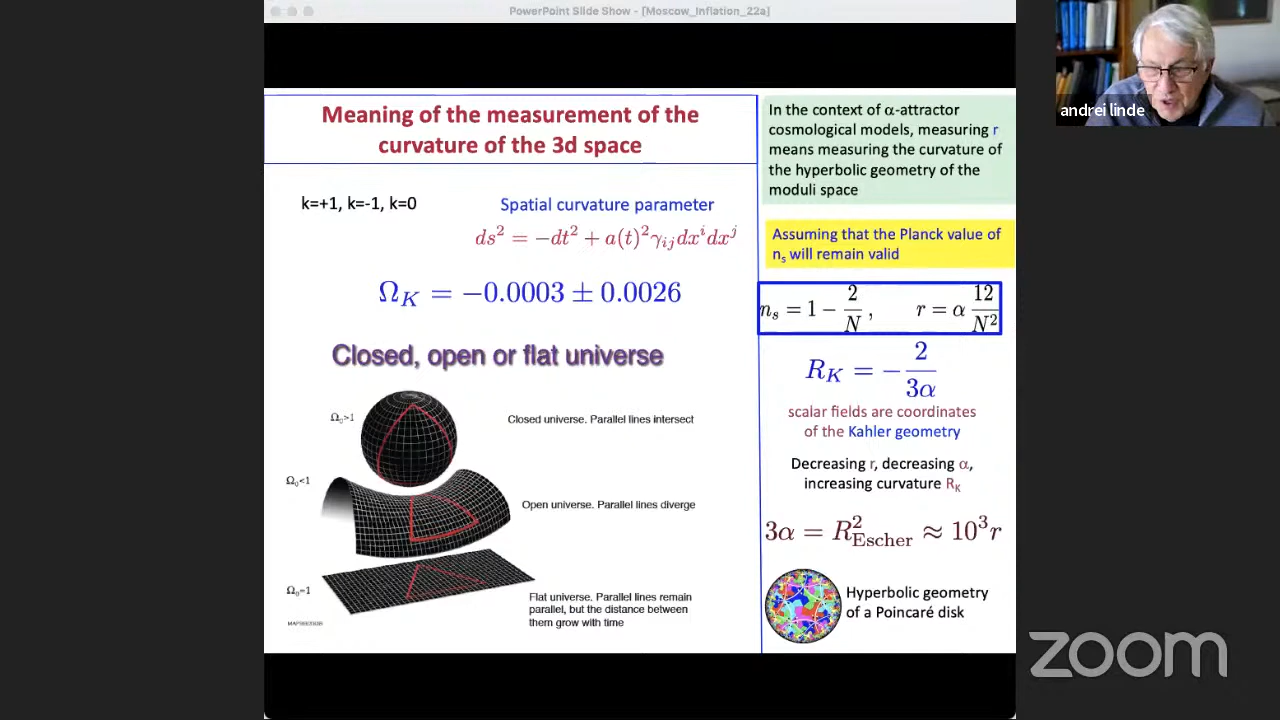 PowerPoint Slide Show - [Moscow_Inflation_22a]
andrei linde
Meaning of the measurement of the
curvature of the 3d space
k=+1, k=-1, k=0
Spatial curvature parameter
ds² = −dt² + a(t)²γᵢⱼdxⁱdxʲ
Ω_K = −0.0003 ± 0.0026
Closed, open or flat universe
Ω₀>1
Closed universe. Parallel lines intersect
Ω₀<1
Open universe. Parallel lines diverge
Ω₀=1
Flat universe. Parallel lines remain
parallel, but the distance between
them grow with time
In the context of α-attractor
cosmological models, measuring r
means measuring the curvature of
the hyperbolic geometry of the
moduli space
Assuming that the Planck value of
nₛ will remain valid
nₛ = 1 − 2/N , r = α 12/N²
R_K = − 2/3α
scalar fields are coordinates
of the Kahler geometry
Decreasing r, decreasing α,
increasing curvature R_K
3α = R²_Escher ≈ 10³r
Hyperbolic geometry
of a Poincaré disk
zoom